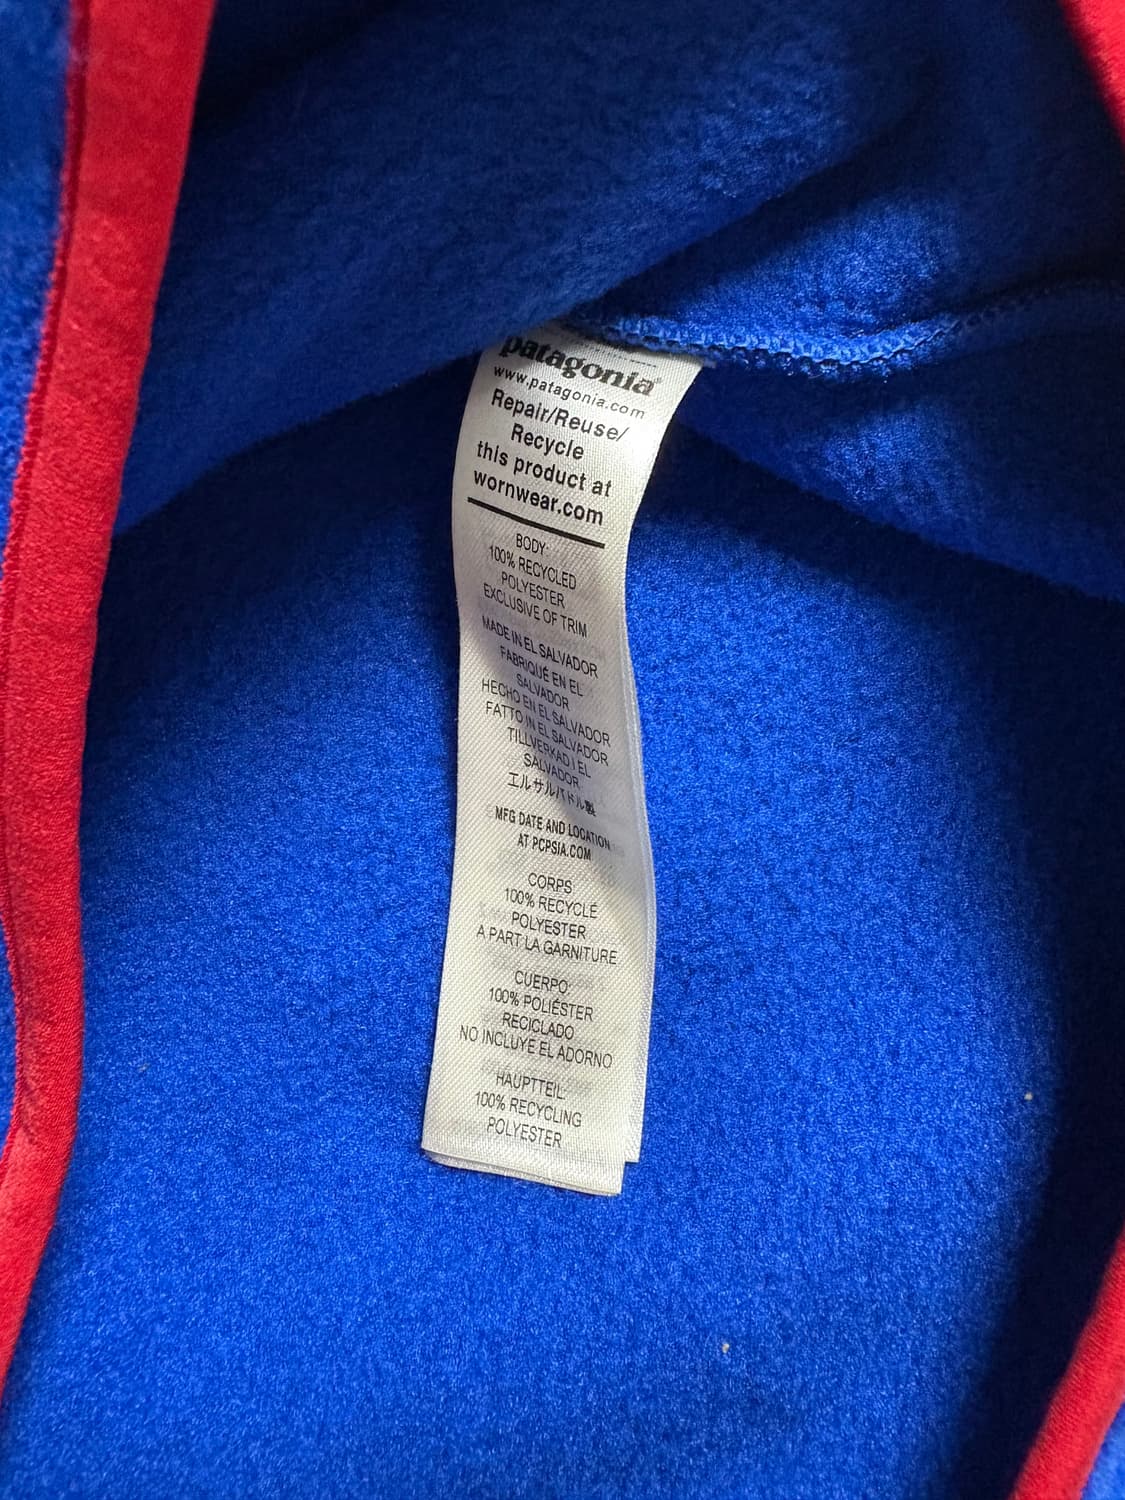 patagonia®
www.patagonia.com
Repair/Reuse/
Recycle
this product at
wornwear.com
BODY:
100% RECYCLED
POLYESTER
EXCLUSIVE OF TRIM
MADE IN EL SALVADOR
FABRIQUÉ EN EL
SALVADOR
HECHO EN EL SALVADOR
FATTO IN EL SALVADOR
TILLVERKAD I EL
SALVADOR
エルサルバドル製
MFG DATE AND LOCATION
AT PCPSIA.COM
CORPS:
100% RECYCLÉ
POLYESTER
A PART LA GARNITURE
CUERPO:
100% POLIÉSTER
RECICLADO
NO INCLUYE EL ADORNO
HAUPTTEIL:
100% RECYCLING
POLYESTER